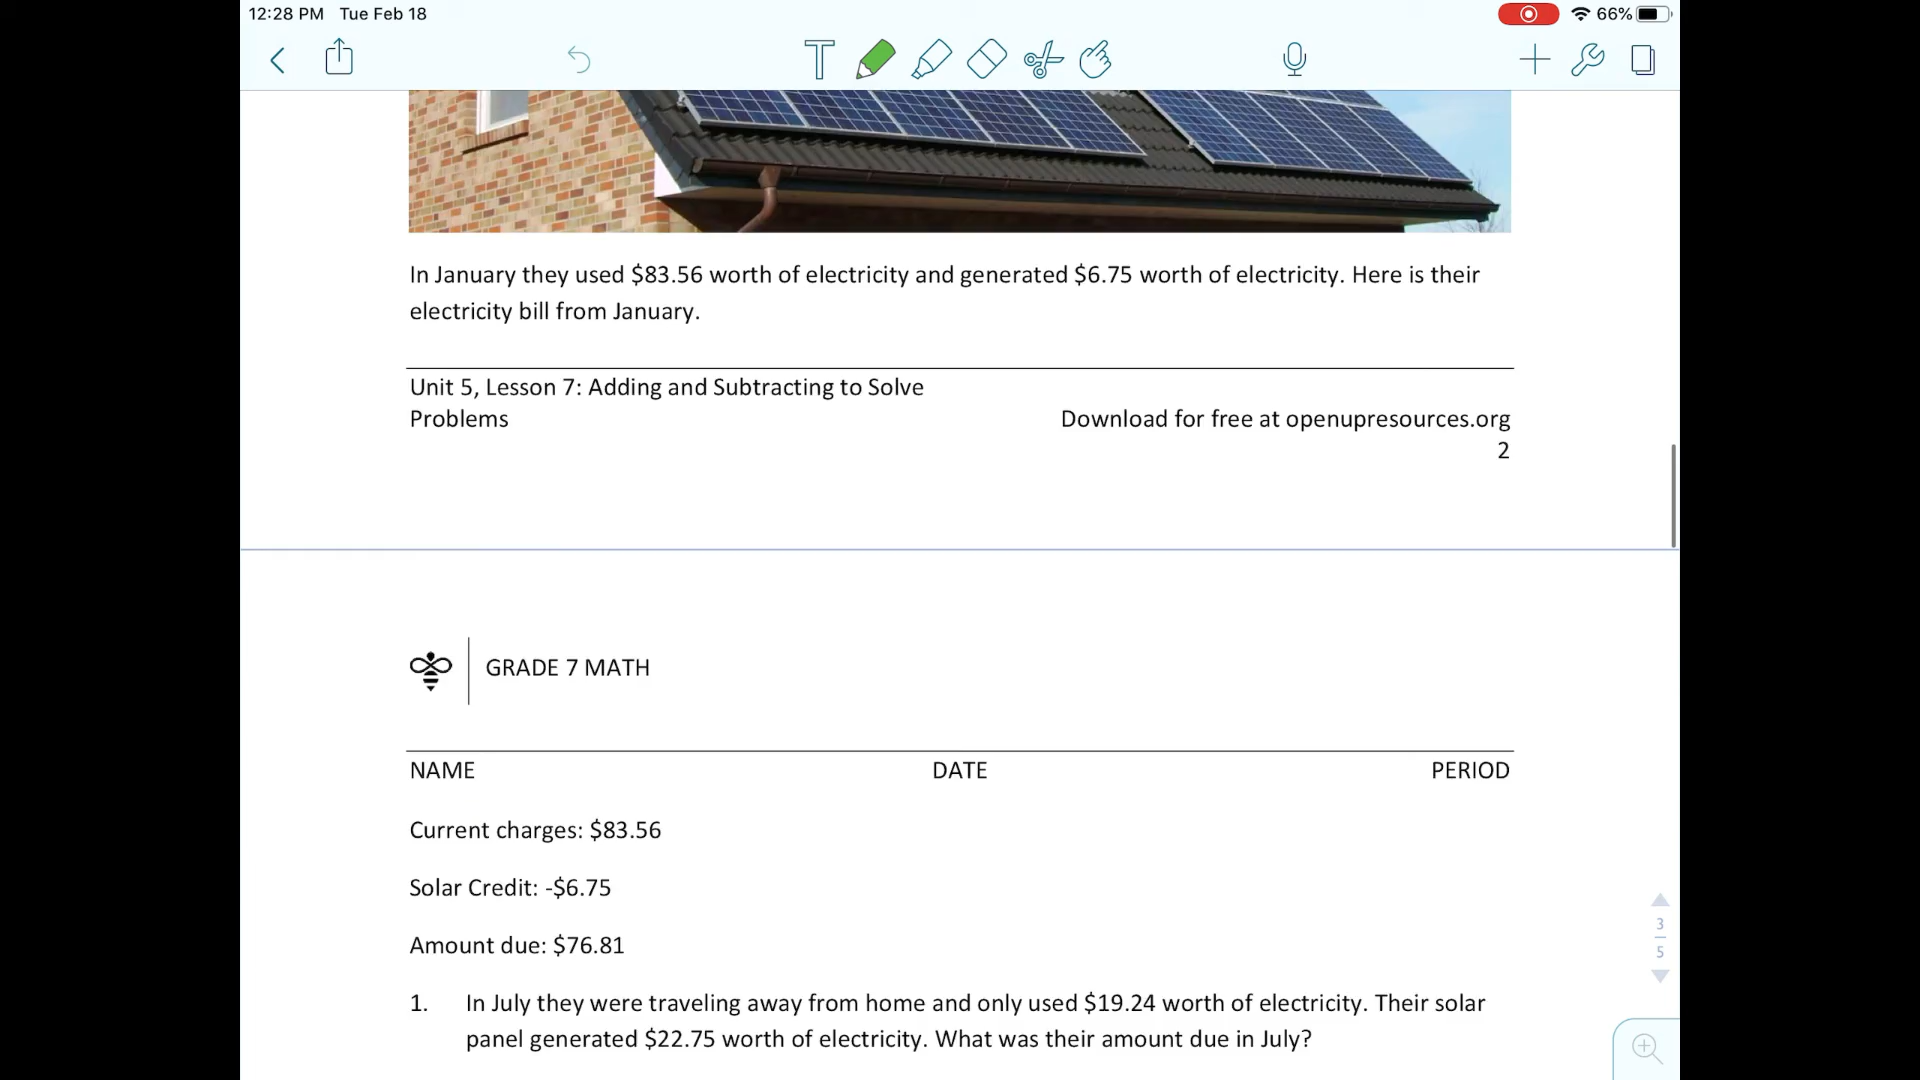 12:28 PM Tue Feb 18
66%
In January they used $83.56 worth of electricity and generated $6.75 worth of electricity. Here is their
electricity bill from January.
Unit 5, Lesson 7: Adding and Subtracting to Solve
Problems
Download for free at openupresources.org
2
GRADE 7 MATH
NAME DATE PERIOD
Current charges: $83.56
Solar Credit: -$6.75
Amount due: $76.81
3
5
1. In July they were traveling away from home and only used $19.24 worth of electricity. Their solar
panel generated $22.75 worth of electricity. What was their amount due in July?